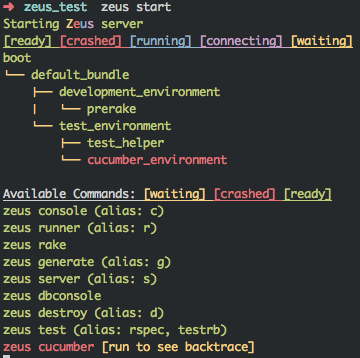 ➜ zeus_test zeus start
Starting Zeus server
[ready] [crashed] [running] [connecting] [waiting]
boot
└── default_bundle
    ├── development_environment
    |   └── prerake
    └── test_environment
        ├── test_helper
        └── cucumber_environment

Available Commands: [waiting] [crashed] [ready]
zeus console (alias: c)
zeus runner (alias: r)
zeus rake
zeus generate (alias: g)
zeus server (alias: s)
zeus dbconsole
zeus destroy (alias: d)
zeus test (alias: rspec, testrb)
zeus cucumber [run to see backtrace]